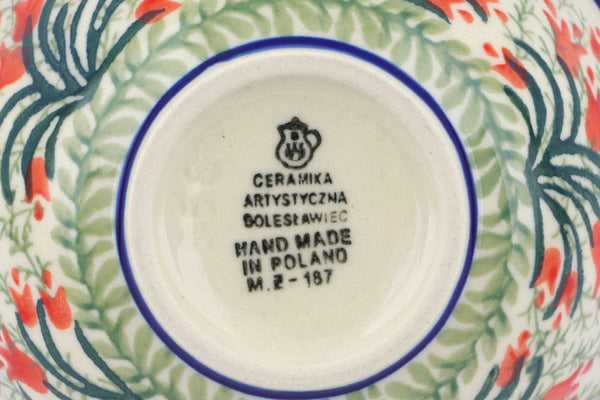 CERAMIKA
ARTYSTYCZNA
BOLESŁAWIEC
HAND MADE
IN POLAND
M.Z-187